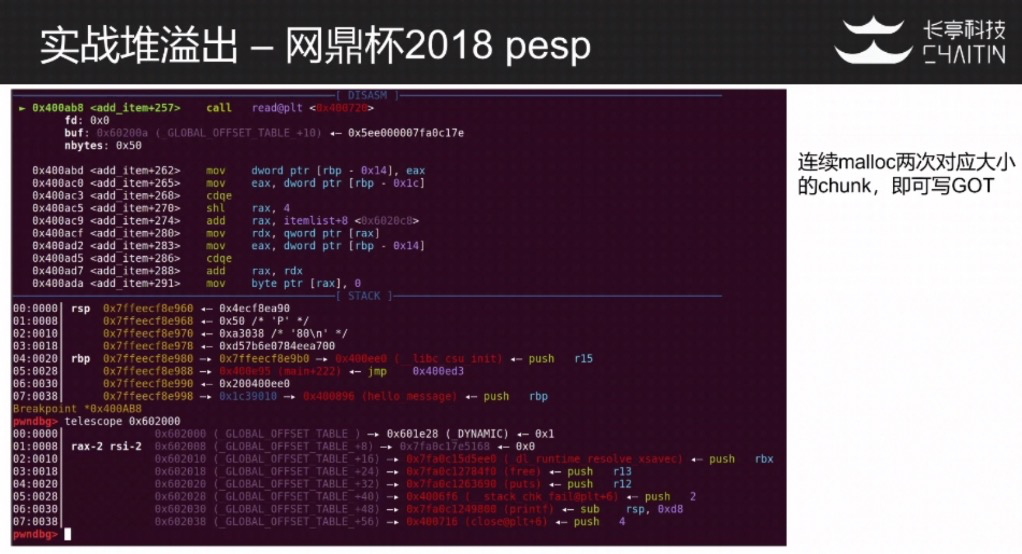 实战堆溢出 – 网鼎杯2018 pesp
长亭科技
CHAITIN
[ DISASM ]
► 0x400ab8 <add_item+257> call read@plt <0x400720>
fd: 0x0
buf: 0x60200a (_GLOBAL_OFFSET_TABLE_+10) ◂— 0x5ee000007fa0c17e
nbytes: 0x50
0x400abd <add_item+262> mov dword ptr [rbp - 0x14], eax
0x400ac0 <add_item+265> mov eax, dword ptr [rbp - 0x1c]
0x400ac3 <add_item+268> cdqe
0x400ac5 <add_item+270> shl rax, 4
0x400ac9 <add_item+274> add rax, itemlist+8 <0x6020c8>
0x400acf <add_item+280> mov rdx, qword ptr [rax]
0x400ad2 <add_item+283> mov eax, dword ptr [rbp - 0x14]
0x400ad5 <add_item+286> cdqe
0x400ad7 <add_item+288> add rax, rdx
0x400ada <add_item+291> mov byte ptr [rax], 0
[ STACK ]
00:0000│ rsp 0x7ffeecf8e960 ◂— 0x4ecf8ea90
01:0008│ 0x7ffeecf8e968 ◂— 0x50 /* 'P' */
02:0010│ 0x7ffeecf8e970 ◂— 0xa3038 /* '80\n' */
03:0018│ 0x7ffeecf8e978 ◂— 0xd57b6e0784eea700
04:0020│ rbp 0x7ffeecf8e980 —▸ 0x7ffeecf8e9b0 —▸ 0x400ee0 (__libc_csu_init) ◂— push r15
05:0028│ 0x7ffeecf8e988 —▸ 0x400e95 (main+222) ◂— jmp 0x400ed3
06:0030│ 0x7ffeecf8e990 ◂— 0x200400ee0
07:0038│ 0x7ffeecf8e998 —▸ 0x1c39010 —▸ 0x400896 (hello_message) ◂— push rbp
Breakpoint *0x400AB8
pwndbg> telescope 0x602000
00:0000│ 0x602000 (_GLOBAL_OFFSET_TABLE_) —▸ 0x601e28 (_DYNAMIC) ◂— 0x1
01:0008│ rax-2 rsi-2 0x602008 (_GLOBAL_OFFSET_TABLE_+8) —▸ 0x7fa0c17e5168 ◂— 0x0
02:0010│ 0x602010 (_GLOBAL_OFFSET_TABLE_+16) —▸ 0x7fa0c15d5ee0 (_dl_runtime_resolve_xsavec) ◂— push rbx
03:0018│ 0x602018 (_GLOBAL_OFFSET_TABLE_+24) —▸ 0x7fa0c12784f0 (free) ◂— push r13
04:0020│ 0x602020 (_GLOBAL_OFFSET_TABLE_+32) —▸ 0x7fa0c1263690 (puts) ◂— push r12
05:0028│ 0x602028 (_GLOBAL_OFFSET_TABLE_+40) —▸ 0x4006f6 (__stack_chk_fail@plt+6) ◂— push 2
06:0030│ 0x602030 (_GLOBAL_OFFSET_TABLE_+48) —▸ 0x7fa0c1249800 (printf) ◂— sub rsp, 0xd8
07:0038│ 0x602038 (_GLOBAL_OFFSET_TABLE_+56) —▸ 0x400716 (close@plt+6) ◂— push 4
pwndbg>
连续malloc两次对应大小
的chunk，即可写GOT